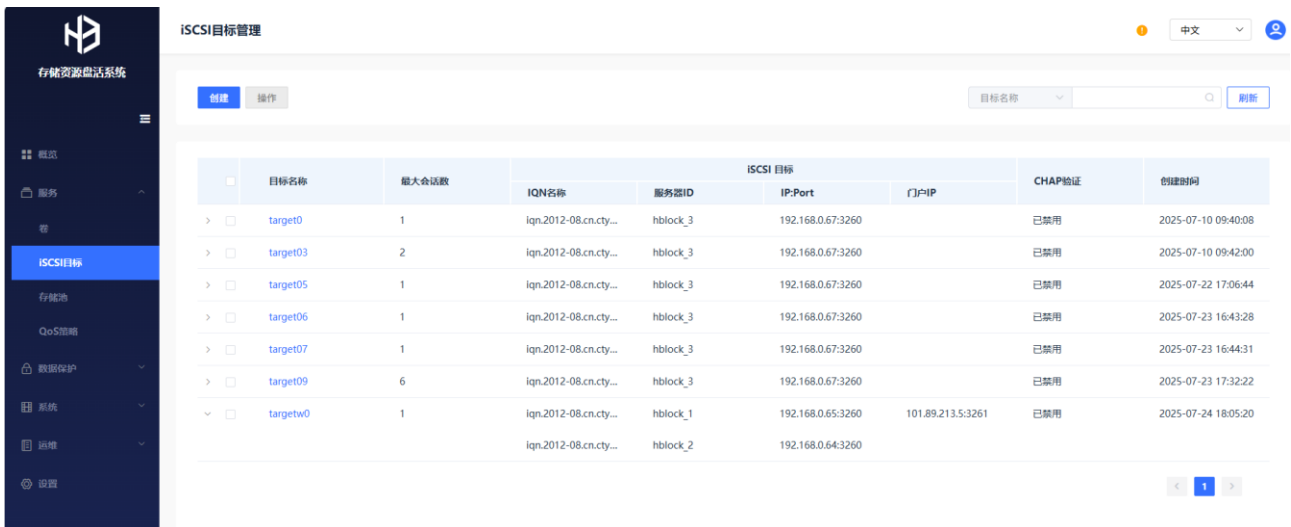 存储资源盘活系统
概览
服务
卷
iSCSI目标
存储池
QoS策略
数据保护
系统
运维
设置
iSCSI目标管理
中文
创建 操作 目标名称 刷新
目标名称 最大会话数 iSCSI 目标 CHAP验证 创建时间
IQN名称 服务器ID IP:Port 门户IP
target0 1 iqn.2012-08.cn.cty... hblock_3 192.168.0.67:3260 已禁用 2025-07-10 09:40:08
target03 2 iqn.2012-08.cn.cty... hblock_3 192.168.0.67:3260 已禁用 2025-07-10 09:42:00
target05 1 iqn.2012-08.cn.cty... hblock_3 192.168.0.67:3260 已禁用 2025-07-22 17:06:44
target06 1 iqn.2012-08.cn.cty... hblock_3 192.168.0.67:3260 已禁用 2025-07-23 16:43:28
target07 1 iqn.2012-08.cn.cty... hblock_3 192.168.0.67:3260 已禁用 2025-07-23 16:44:31
target09 6 iqn.2012-08.cn.cty... hblock_3 192.168.0.67:3260 已禁用 2025-07-23 17:32:22
targetw0 1 iqn.2012-08.cn.cty... hblock_1 192.168.0.65:3260 101.89.213.5:3261 已禁用 2025-07-24 18:05:20
iqn.2012-08.cn.cty... hblock_2 192.168.0.64:3260
1